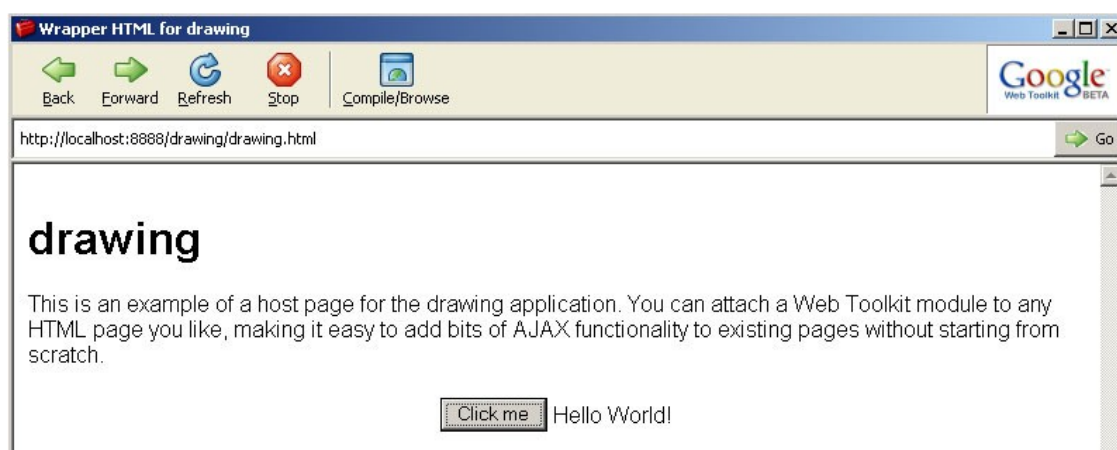 Wrapper HTML for drawing
Back Forward Refresh Stop Compile/Browse
Google
Web Toolkit BETA
http://localhost:8888/drawing/drawing.html Go
drawing
This is an example of a host page for the drawing application. You can attach a Web Toolkit module to any
HTML page you like, making it easy to add bits of AJAX functionality to existing pages without starting from
scratch.
Click me Hello World!